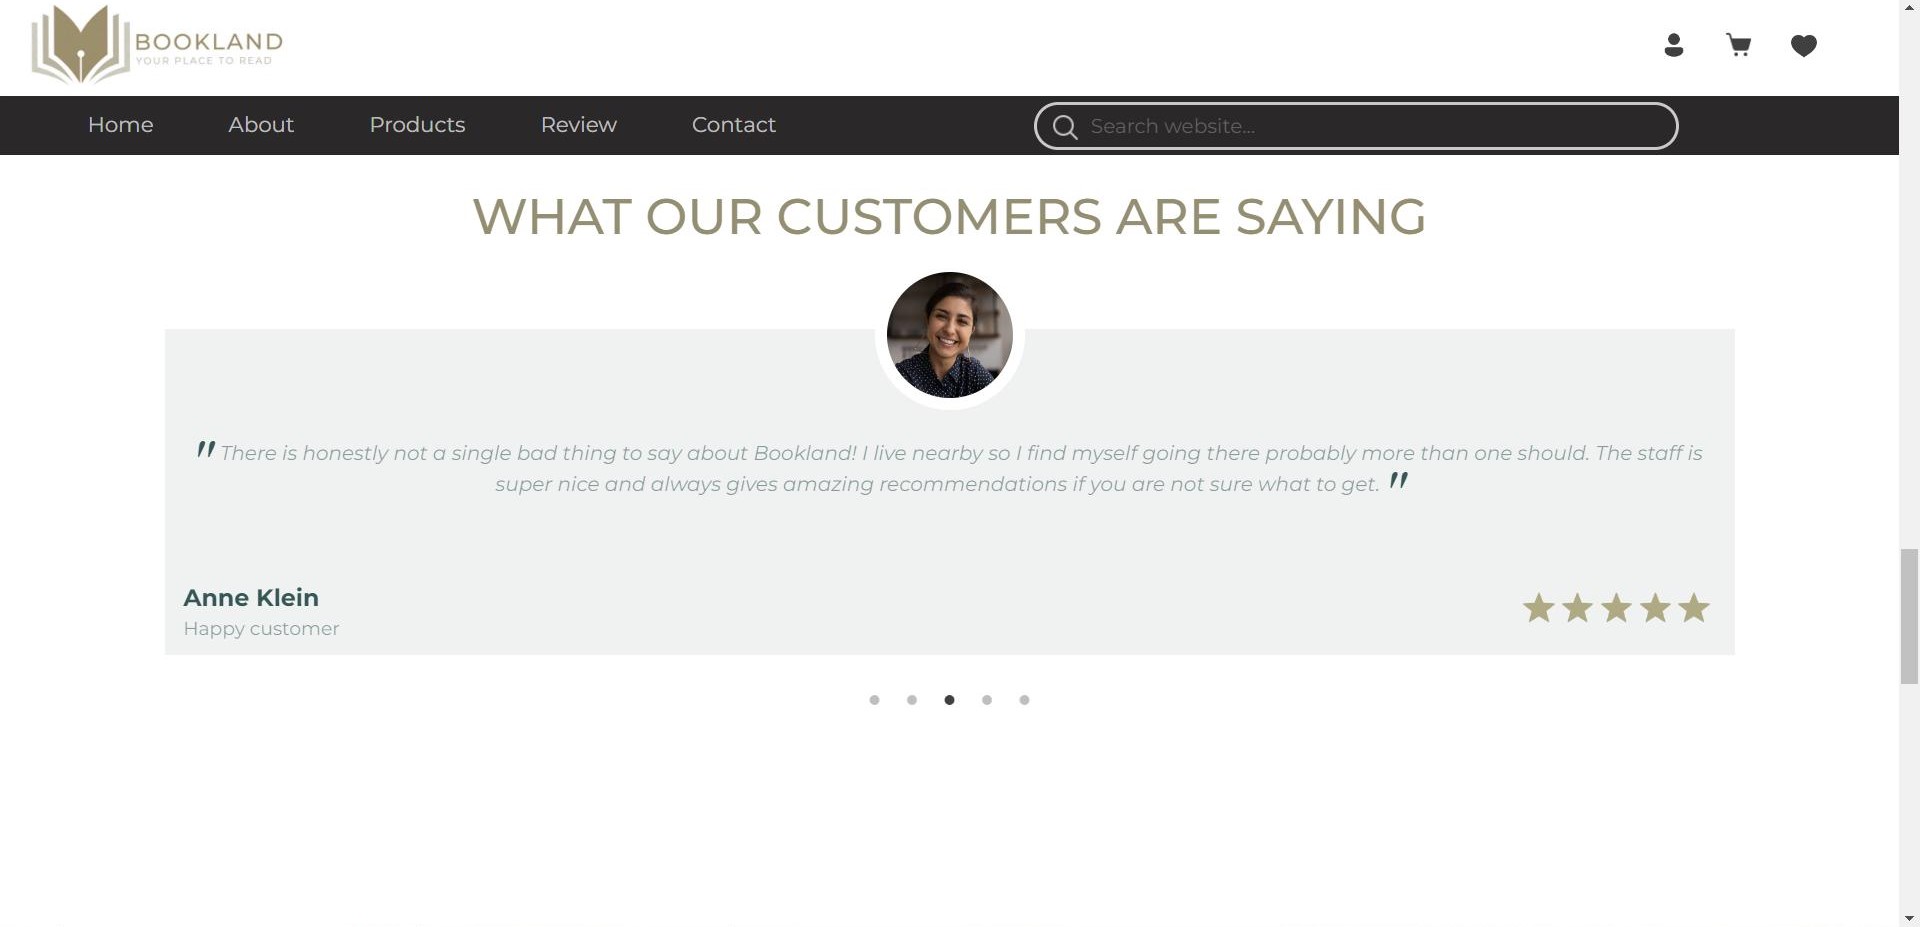 BOOKLAND
YOUR PLACE TO READ
Home About Products Review Contact
Search website...
WHAT OUR CUSTOMERS ARE SAYING
" There is honestly not a single bad thing to say about Bookland! I live nearby so I find myself going there probably more than one should. The staff is
super nice and always gives amazing recommendations if you are not sure what to get. "
Anne Klein
Happy customer